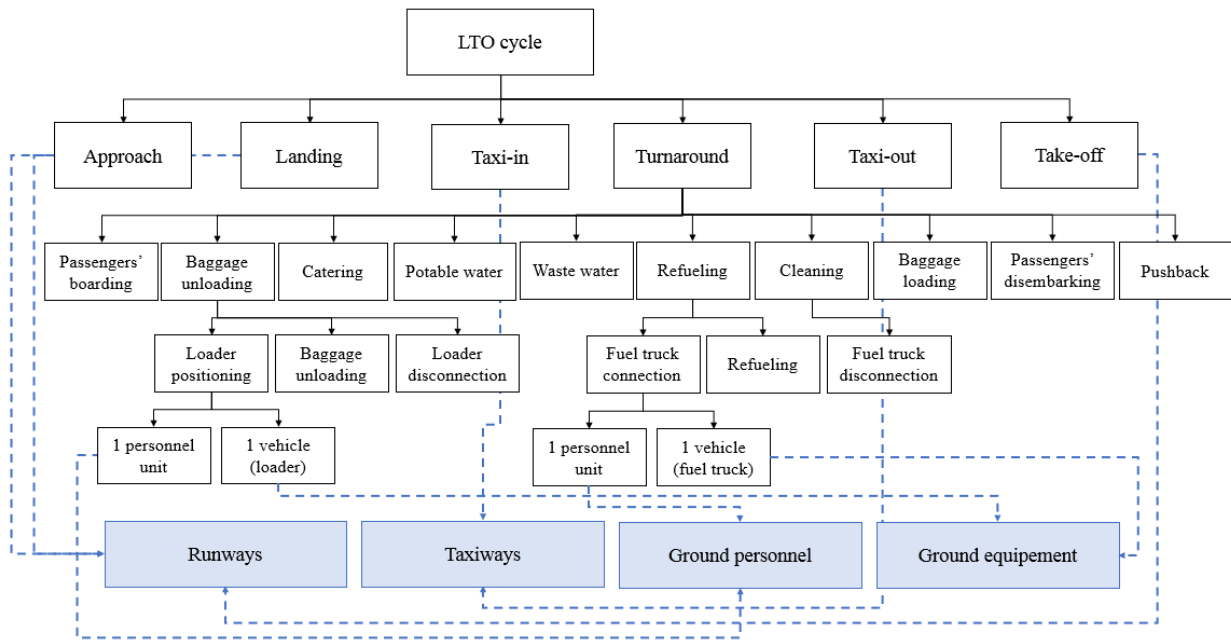 LTO cycle
Approach
Landing
Taxi-in
Turnaround
Taxi-out
Take-off
Passengers’
boarding
Baggage
unloading
Catering
Potable water
Waste water
Refueling
Cleaning
Baggage
loading
Passengers’
disembarking
Pushback
Loader
positioning
Baggage
unloading
Loader
disconnection
Fuel truck
connection
Refueling
Fuel truck
disconnection
1 personnel
unit
1 vehicle
(loader)
1 personnel
unit
1 vehicle
(fuel truck)
Runways
Taxiways
Ground personnel
Ground equipement